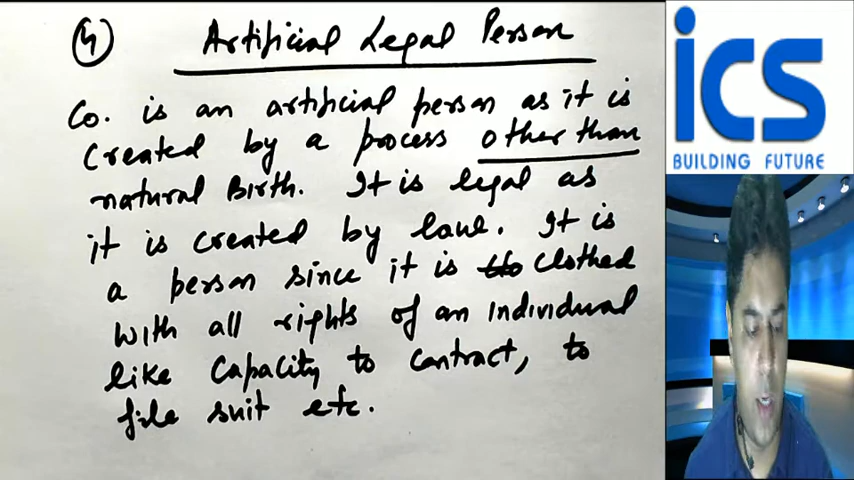 4 Artificial Legal Person
Co. is an artificial person as it is
created by a process other than
natural Birth. It is legal as
it is created by law. It is
a person since it is clothed
with all rights of an individual
like capacity to contract, to
file suit etc.
iCS
BUILDING FUTURE